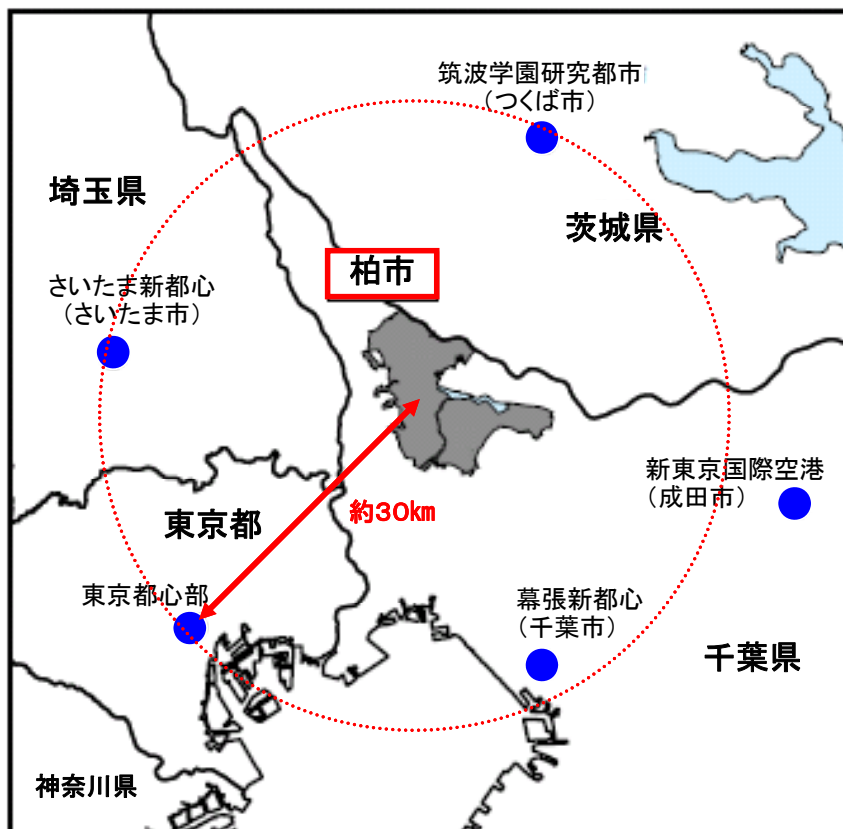 筑波学園研究都市
（つくば市）
埼玉県
茨城県
柏市
さいたま新都心
（さいたま市）
新東京国際空港
（成田市）
約30km
東京都
東京都心部
幕張新都心
（千葉市）
千葉県
神奈川県